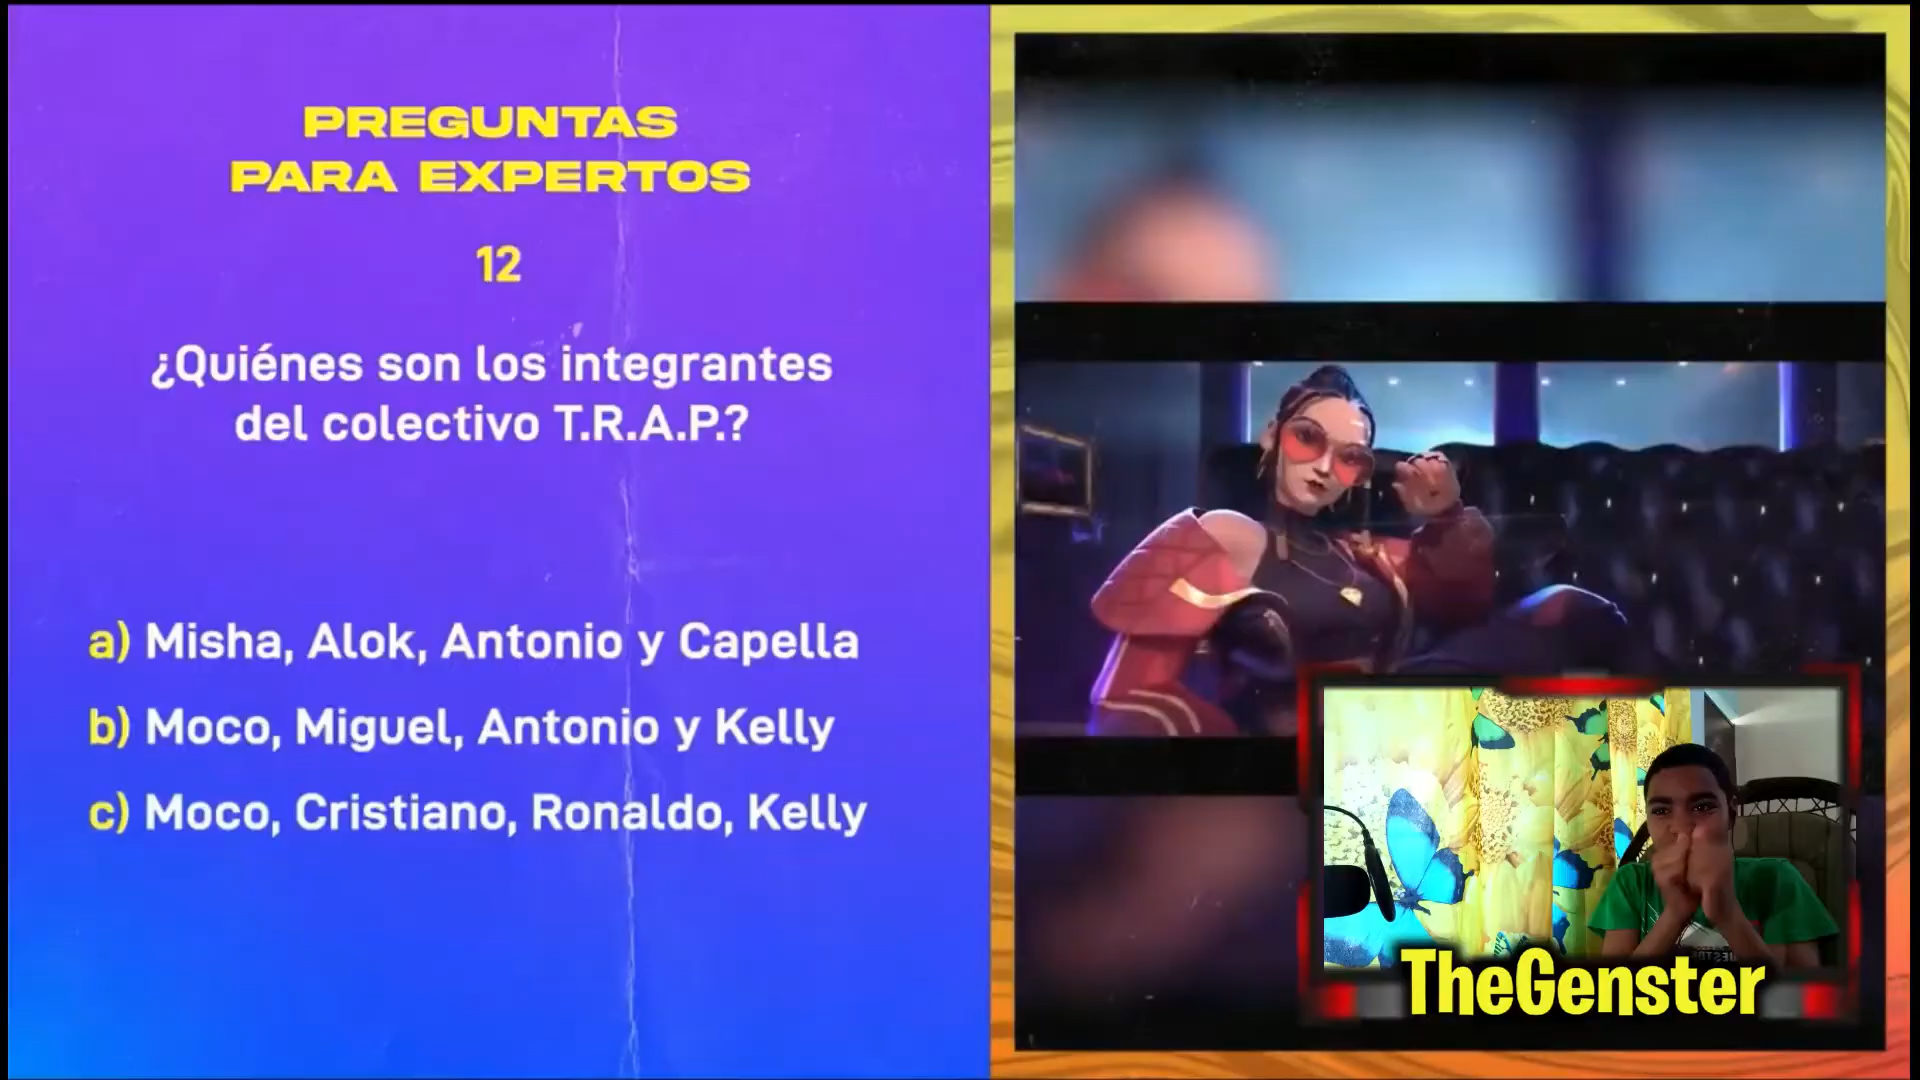 PREGUNTAS
PARA EXPERTOS
12
¿Quiénes son los integrantes
del colectivo T.R.A.P.?
a) Misha, Alok, Antonio y Capella
b) Moco, Miguel, Antonio y Kelly
c) Moco, Cristiano, Ronaldo, Kelly
TheGenster